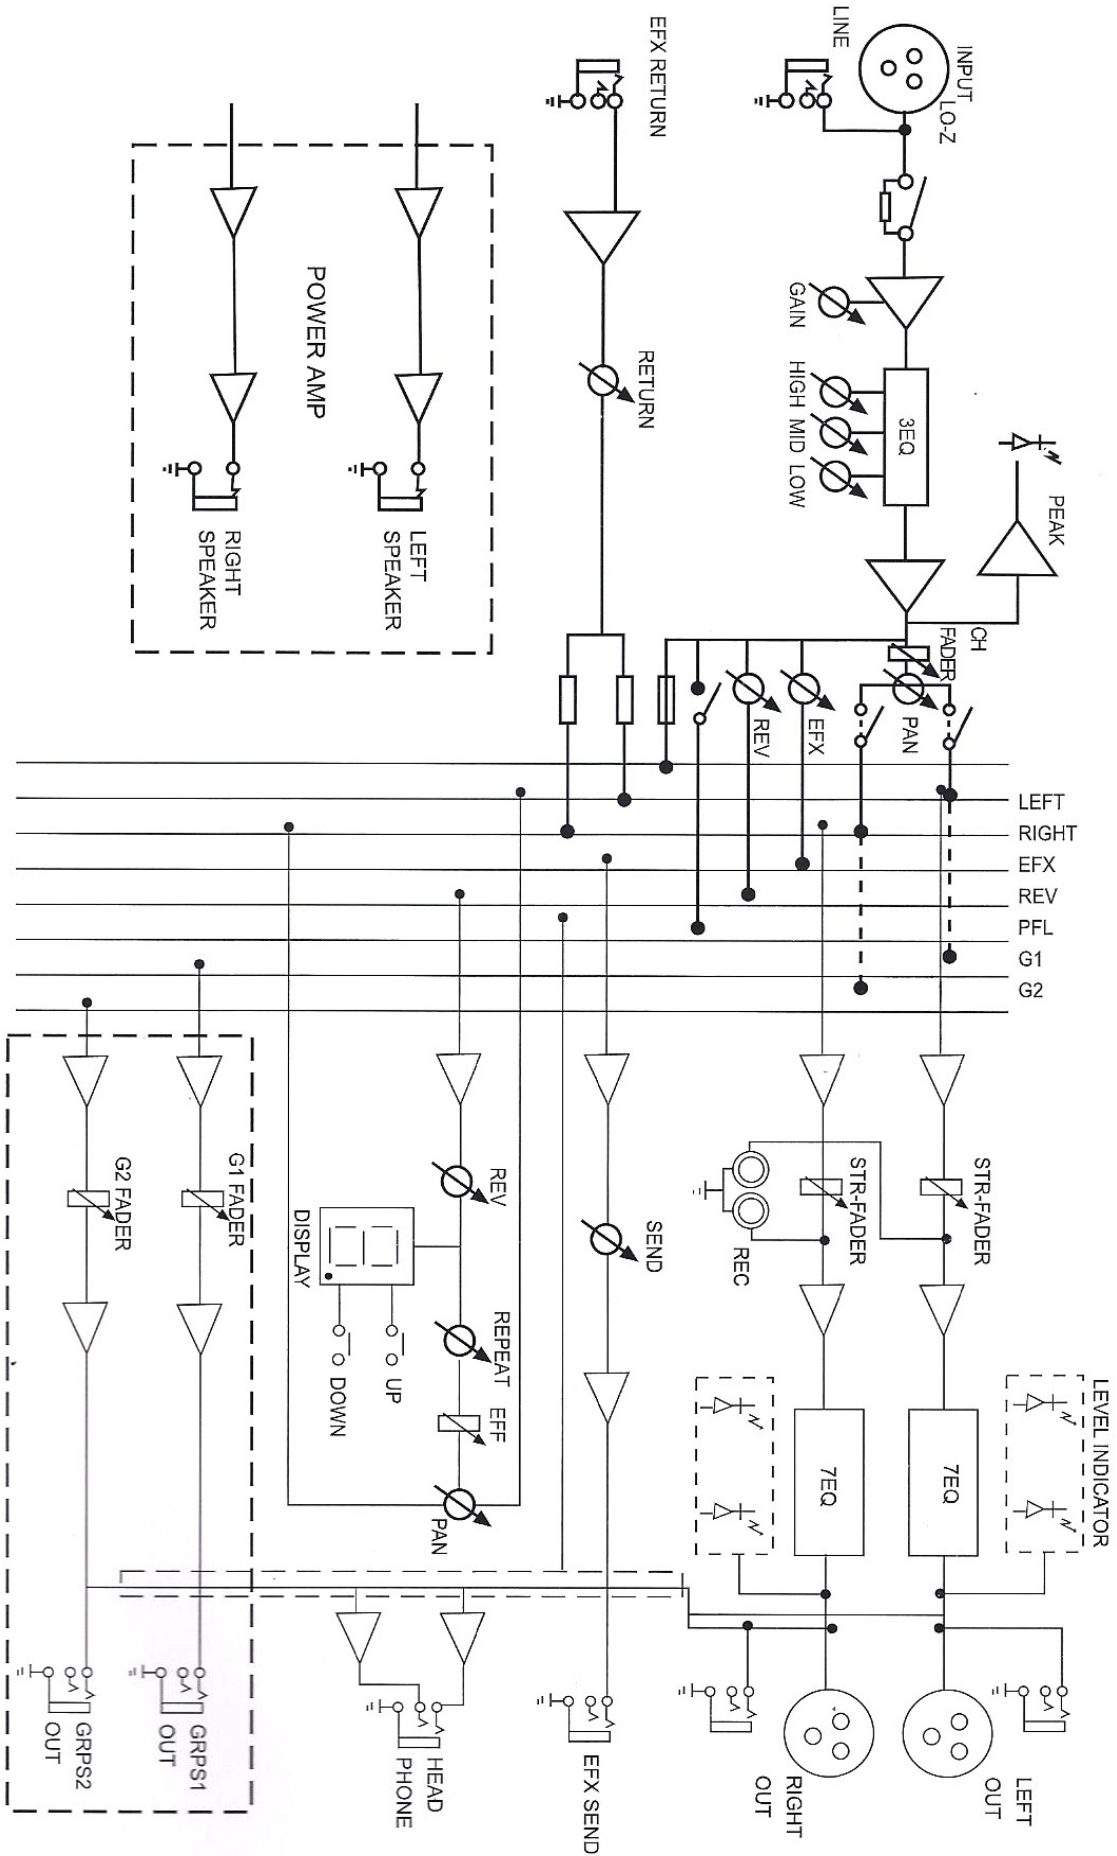 LINE
INPUT
LO-Z
GAIN
HIGH MID LOW
3EQ
PEAK
CH
FADER
PAN
EFX
REV
EFX RETURN
RETURN
POWER AMP
LEFT
SPEAKER
RIGHT
SPEAKER
LEFT
RIGHT
EFX
REV
PFL
G1
G2
STR-FADER
STR-FADER
REC
LEVEL INDICATOR
7EQ
7EQ
LEFT
OUT
RIGHT
OUT
SEND
EFX SEND
REV
DISPLAY
UP
DOWN
REPEAT
EFF
PAN
HEAD
PHONE
G1 FADER
G2 FADER
GRPS1
OUT
GRPS2
OUT